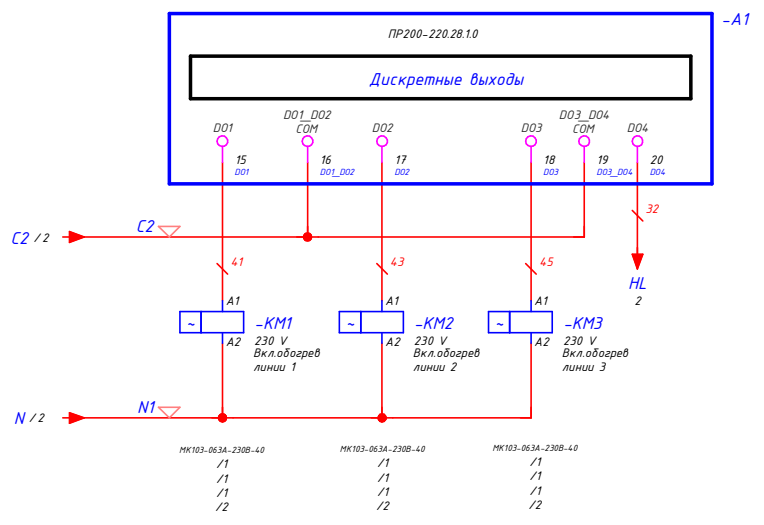 -A1
ПР200-220.28.1.0
Дискретные выходы
DO1
DO1_DO2
COM
DO2
DO3
DO3_DO4
COM
DO4
15
DO1
16
DO1_DO2
17
DO2
18
DO3
19
DO3_DO4
20
DO4
32
C2 /2
C2
41
43
45
HL
2
A1
A1
A1
~
-KM1
~
-KM2
~
-KM3
A2
230 V
A2
230 V
A2
230 V
Вкл.обогрев
линии 1
Вкл.обогрев
линии 2
Вкл.обогрев
линии 3
N /2
N1
МК103-063А-230В-40
/1
/1
/1
/2
МК103-063А-230В-40
/1
/1
/1
/2
МК103-063А-230В-40
/1
/1
/1
/2